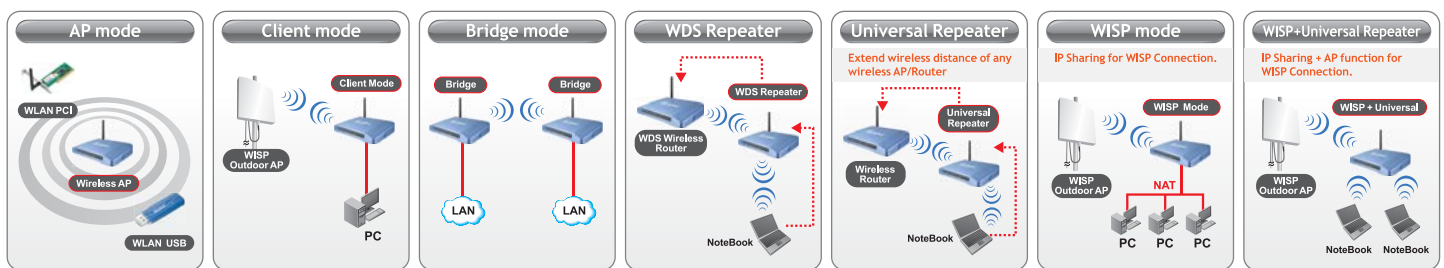 AP mode
WLAN PCI
Wireless AP
WLAN USB
Client mode
Client Mode
WISP
Outdoor AP
PC
Bridge mode
Bridge
Bridge
LAN
LAN
WDS Repeater
WDS Repeater
WDS Wireless
Router
NoteBook
Universal Repeater
Extend wireless distance of any
wireless AP/Router
Universal
Repeater
Wireless
Router
NoteBook
WISP mode
IP Sharing for WISP Connection.
WISP Mode
WISP
Outdoor AP
NAT
PC
PC
PC
WISP+Universal Repeater
IP Sharing + AP function for
WISP Connection.
WISP + Universal
WISP
Outdoor AP
NoteBook
NoteBook